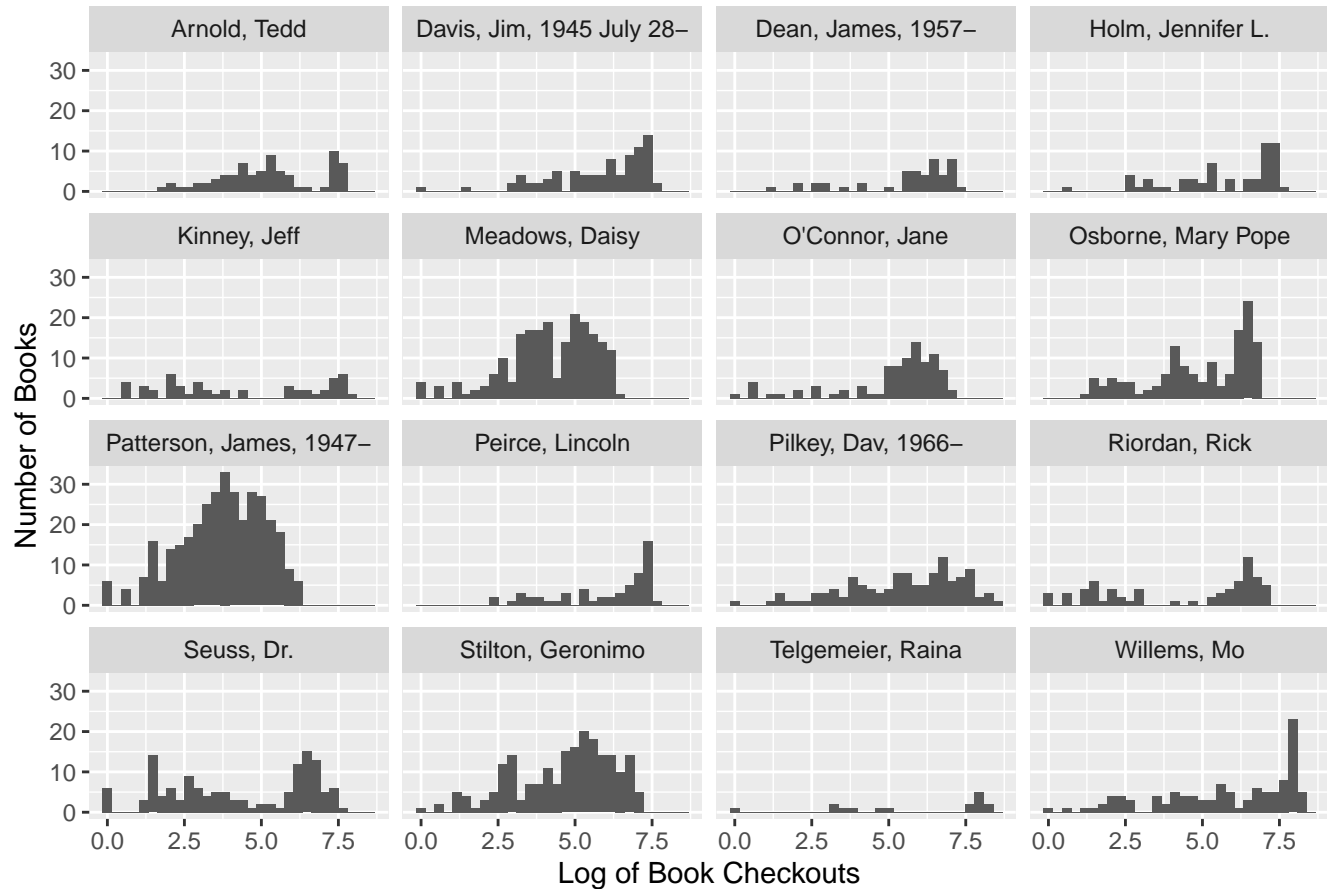 Arnold, Tedd
Davis, Jim, 1945 July 28–
Dean, James, 1957–
Holm, Jennifer L.
30
20
10
0
Kinney, Jeff
Meadows, Daisy
O'Connor, Jane
Osborne, Mary Pope
30
20
10
0
Patterson, James, 1947–
Peirce, Lincoln
Pilkey, Dav, 1966–
Riordan, Rick
30
20
10
0
Seuss, Dr.
Stilton, Geronimo
Telgemeier, Raina
Willems, Mo
30
20
10
0
0.0 2.5 5.0 7.5
0.0 2.5 5.0 7.5
0.0 2.5 5.0 7.5
0.0 2.5 5.0 7.5
Log of Book Checkouts
Number of Books